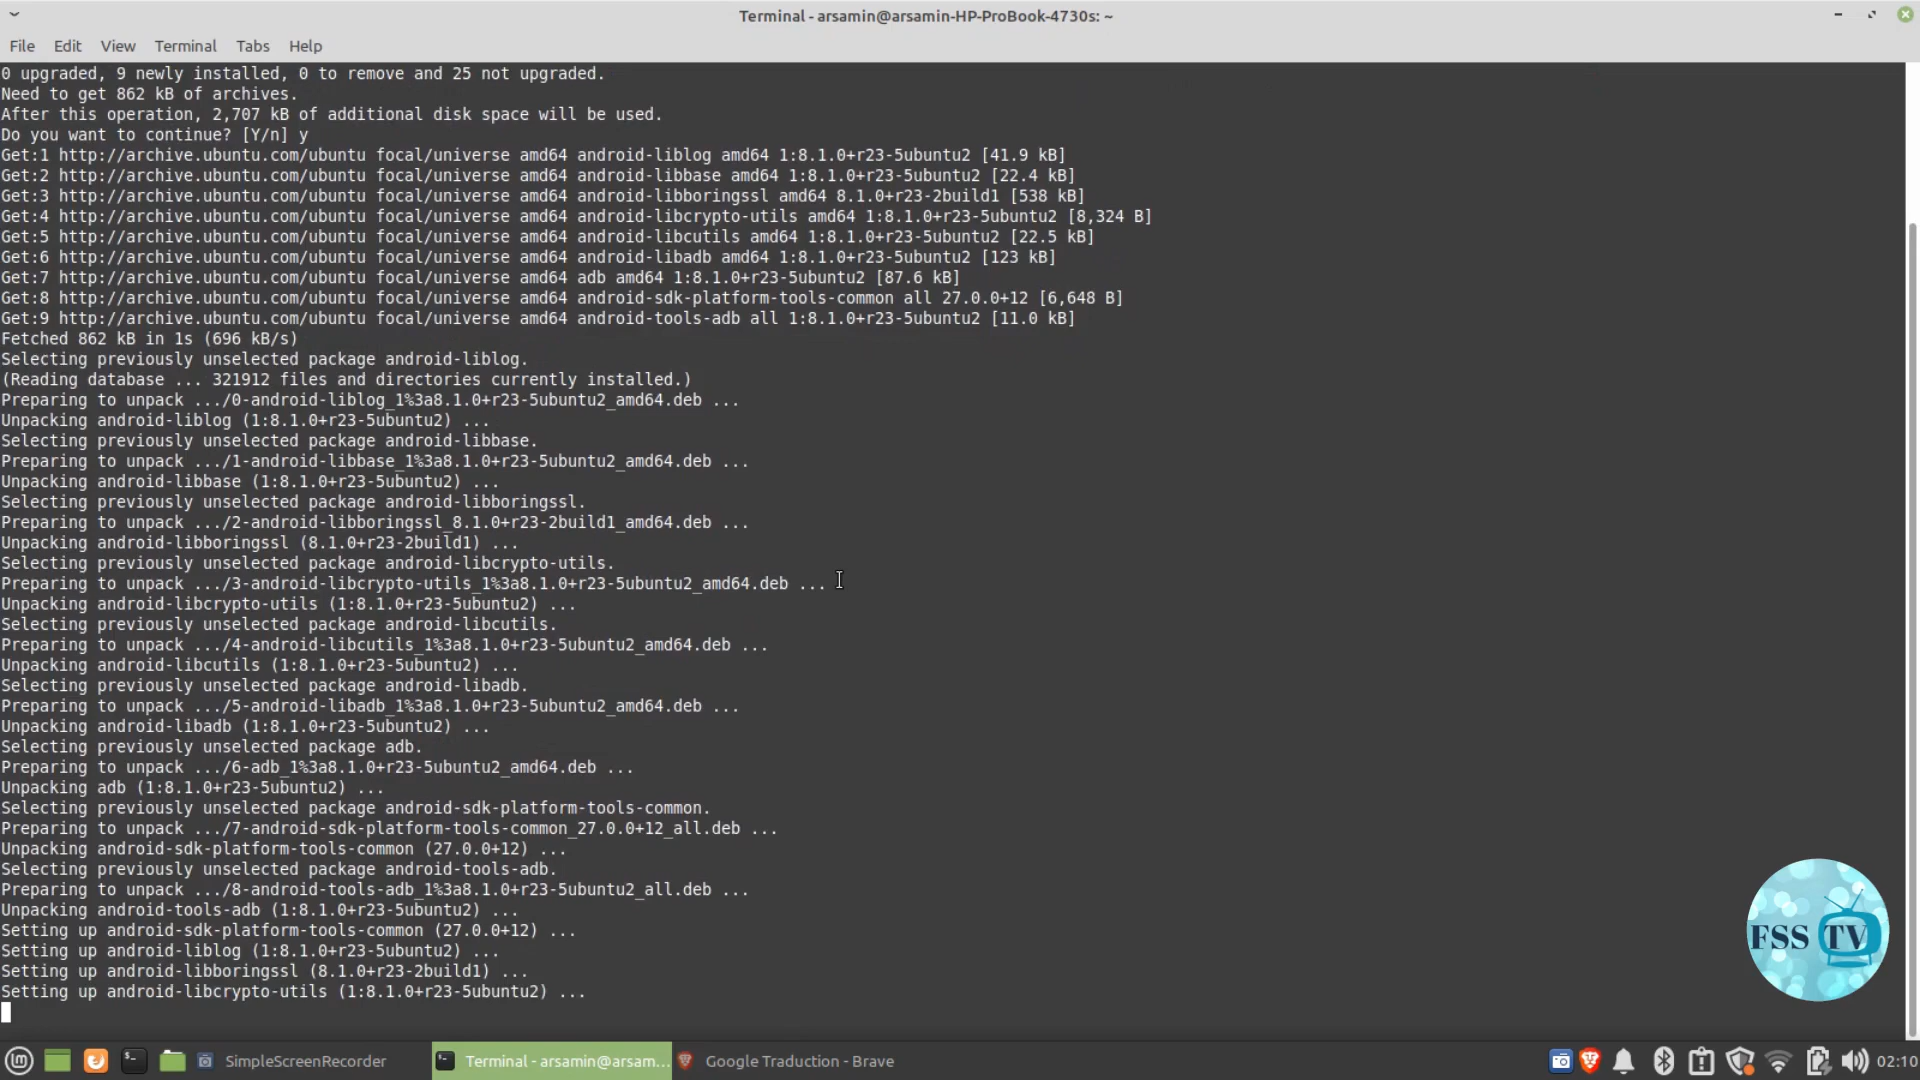 Terminal - arsamin@arsamin-HP-ProBook-4730s: ~
File Edit View Terminal Tabs Help
0 upgraded, 9 newly installed, 0 to remove and 25 not upgraded.
Need to get 862 kB of archives.
After this operation, 2,707 kB of additional disk space will be used.
Do you want to continue? [Y/n] y
Get:1 http://archive.ubuntu.com/ubuntu focal/universe amd64 android-liblog amd64 1:8.1.0+r23-5ubuntu2 [41.9 kB]
Get:2 http://archive.ubuntu.com/ubuntu focal/universe amd64 android-libbase amd64 1:8.1.0+r23-5ubuntu2 [22.4 kB]
Get:3 http://archive.ubuntu.com/ubuntu focal/universe amd64 android-libboringssl amd64 8.1.0+r23-2build1 [538 kB]
Get:4 http://archive.ubuntu.com/ubuntu focal/universe amd64 android-libcrypto-utils amd64 1:8.1.0+r23-5ubuntu2 [8,324 B]
Get:5 http://archive.ubuntu.com/ubuntu focal/universe amd64 android-libcutils amd64 1:8.1.0+r23-5ubuntu2 [22.5 kB]
Get:6 http://archive.ubuntu.com/ubuntu focal/universe amd64 android-libadb amd64 1:8.1.0+r23-5ubuntu2 [123 kB]
Get:7 http://archive.ubuntu.com/ubuntu focal/universe amd64 adb amd64 1:8.1.0+r23-5ubuntu2 [87.6 kB]
Get:8 http://archive.ubuntu.com/ubuntu focal/universe amd64 android-sdk-platform-tools-common all 27.0.0+12 [6,648 B]
Get:9 http://archive.ubuntu.com/ubuntu focal/universe amd64 android-tools-adb all 1:8.1.0+r23-5ubuntu2 [11.0 kB]
Fetched 862 kB in 1s (696 kB/s)
Selecting previously unselected package android-liblog.
(Reading database ... 321912 files and directories currently installed.)
Preparing to unpack .../0-android-liblog_1%3a8.1.0+r23-5ubuntu2_amd64.deb ...
Unpacking android-liblog (1:8.1.0+r23-5ubuntu2) ...
Selecting previously unselected package android-libbase.
Preparing to unpack .../1-android-libbase_1%3a8.1.0+r23-5ubuntu2_amd64.deb ...
Unpacking android-libbase (1:8.1.0+r23-5ubuntu2) ...
Selecting previously unselected package android-libboringssl.
Preparing to unpack .../2-android-libboringssl_8.1.0+r23-2build1_amd64.deb ...
Unpacking android-libboringssl (8.1.0+r23-2build1) ...
Selecting previously unselected package android-libcrypto-utils.
Preparing to unpack .../3-android-libcrypto-utils_1%3a8.1.0+r23-5ubuntu2_amd64.deb ...
Unpacking android-libcrypto-utils (1:8.1.0+r23-5ubuntu2) ...
Selecting previously unselected package android-libcutils.
Preparing to unpack .../4-android-libcutils_1%3a8.1.0+r23-5ubuntu2_amd64.deb ...
Unpacking android-libcutils (1:8.1.0+r23-5ubuntu2) ...
Selecting previously unselected package android-libadb.
Preparing to unpack .../5-android-libadb_1%3a8.1.0+r23-5ubuntu2_amd64.deb ...
Unpacking android-libadb (1:8.1.0+r23-5ubuntu2) ...
Selecting previously unselected package adb.
Preparing to unpack .../6-adb_1%3a8.1.0+r23-5ubuntu2_amd64.deb ...
Unpacking adb (1:8.1.0+r23-5ubuntu2) ...
Selecting previously unselected package android-sdk-platform-tools-common.
Preparing to unpack .../7-android-sdk-platform-tools-common_27.0.0+12_all.deb ...
Unpacking android-sdk-platform-tools-common (27.0.0+12) ...
Selecting previously unselected package android-tools-adb.
Preparing to unpack .../8-android-tools-adb_1%3a8.1.0+r23-5ubuntu2_all.deb ...
Unpacking android-tools-adb (1:8.1.0+r23-5ubuntu2) ...
Setting up android-sdk-platform-tools-common (27.0.0+12) ...
Setting up android-liblog (1:8.1.0+r23-5ubuntu2) ...
Setting up android-libboringssl (8.1.0+r23-2build1) ...
Setting up android-libcrypto-utils (1:8.1.0+r23-5ubuntu2) ...
FSS TV
SimpleScreenRecorder Terminal - arsamin@arsam... Google Traduction - Brave 02:10